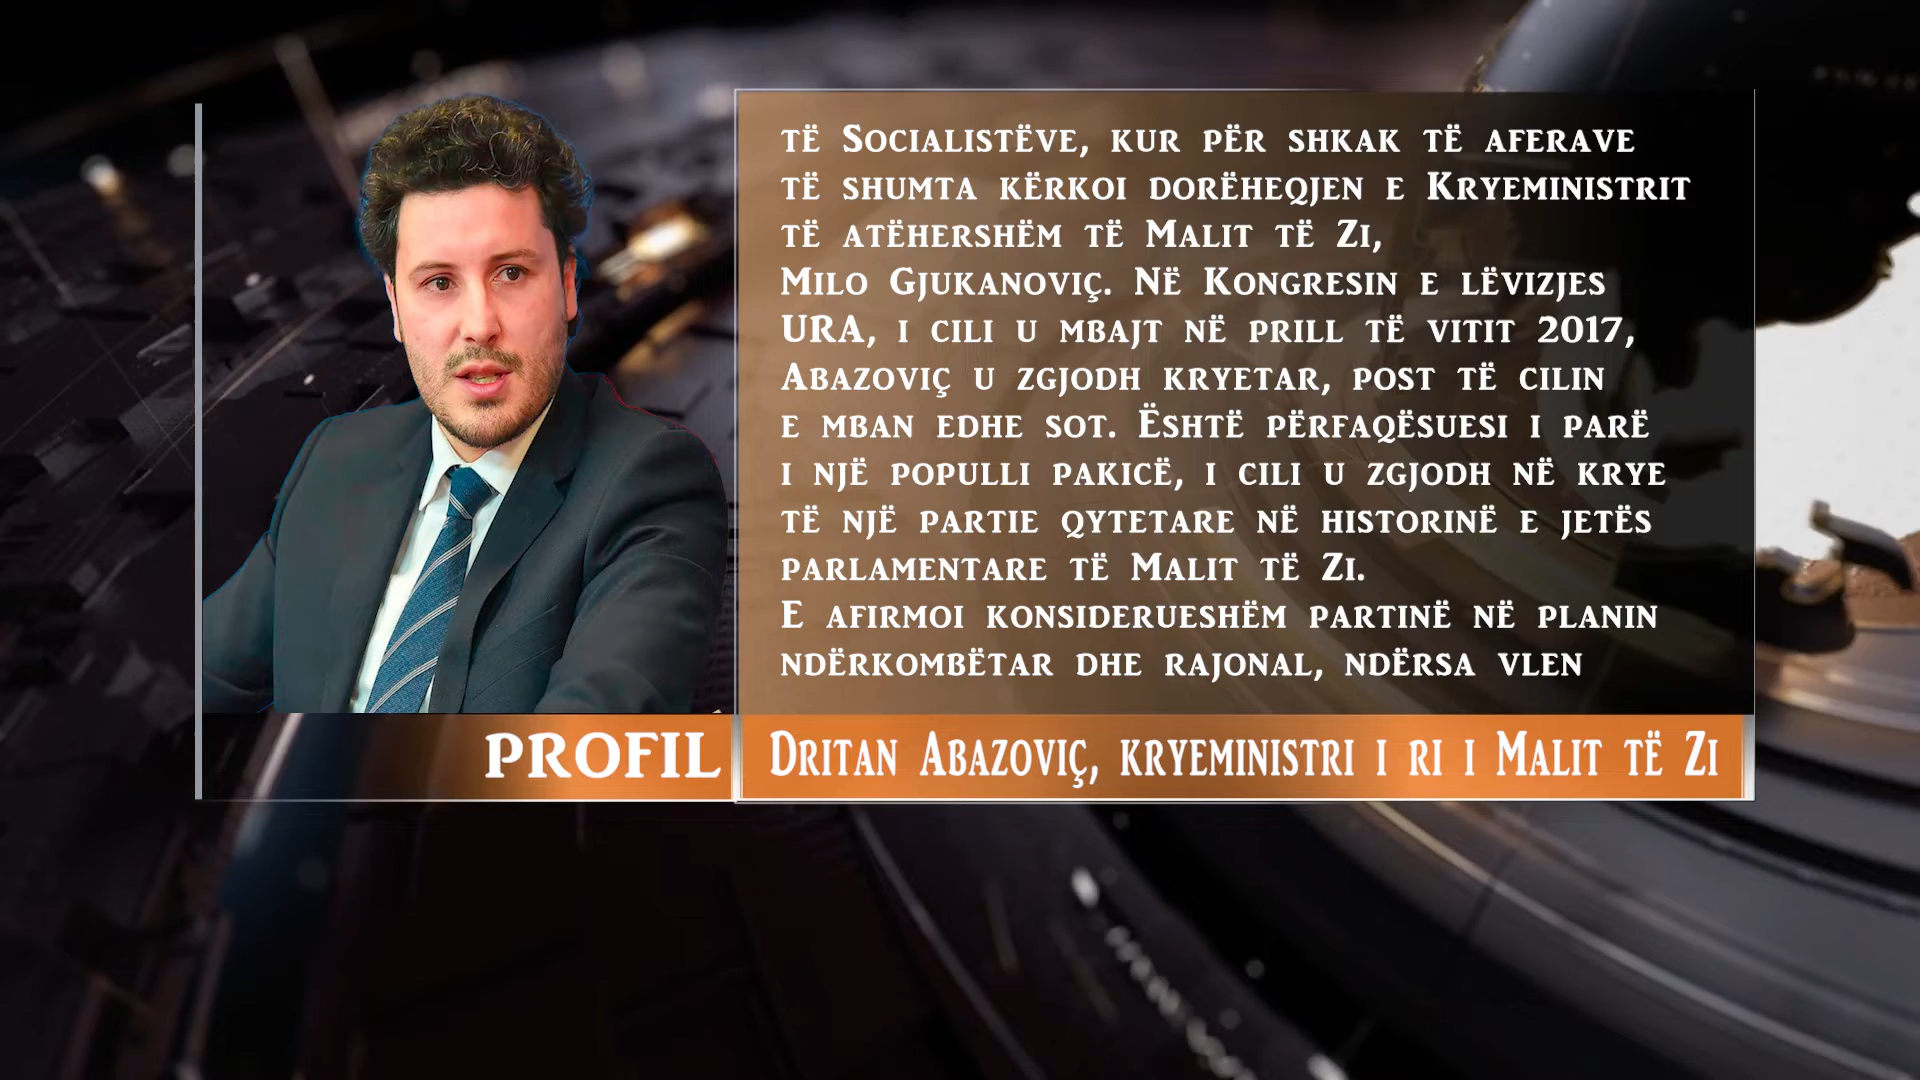 të Socialistëve, kur për shkak të aferave
të shumta kërkoi dorëheqjen e Kryeministrit
të atëhershëm të Malit të Zi,
Milo Gjukanoviç. Në Kongresin e lëvizjes
URA, i cili u mbajt në prill të vitit 2017,
Abazoviç u zgjodh kryetar, post të cilin
e mban edhe sot. Është përfaqësuesi i parë
i një populli pakicë, i cili u zgjodh në krye
të një partie qytetare në historinë e jetës
parlamentare të Malit të Zi.
E afirmoi konsiderueshëm partinë në planin
ndërkombëtar dhe rajonal, ndërsa vlen
PROFIL
Dritan Abazoviç, kryeministri i ri i Malit të Zi